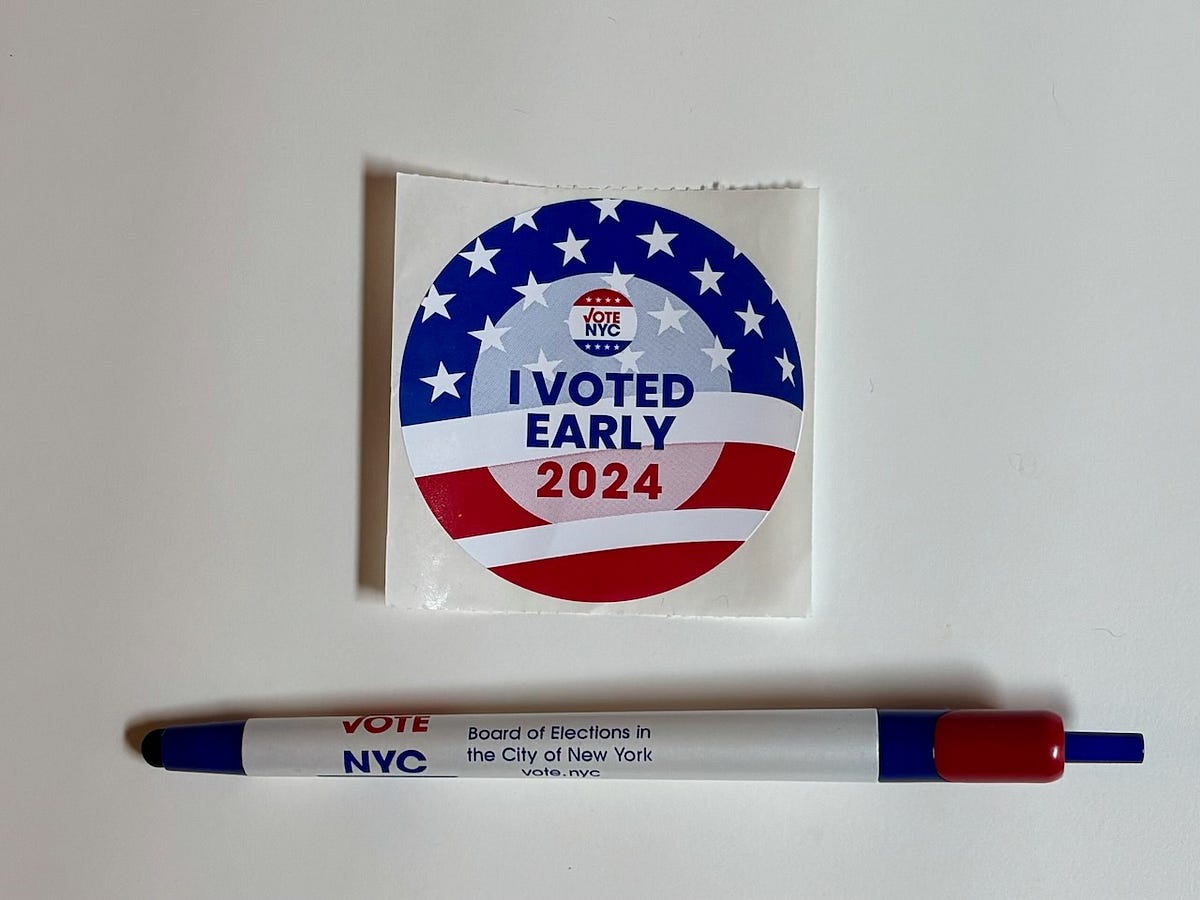 VOTE
NYC
I VOTED
EARLY
2024
VOTE
NYC
Board of Elections in
the City of New York
vote.nyc